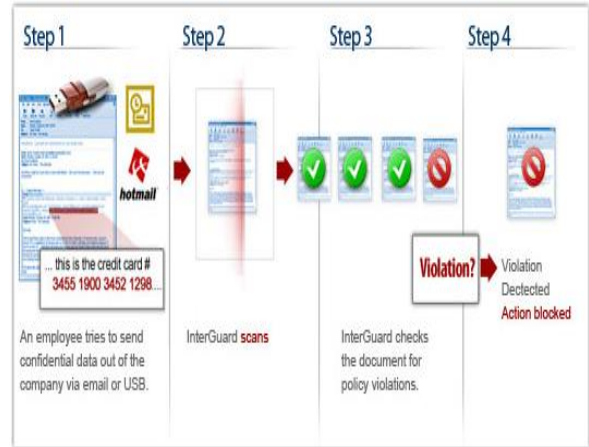 Step 1
Step 2
Step 3
Step 4
hotmail
... this is the credit card #
3455 1900 3452 1298....
Violation?
Violation
Dectected
Action blocked
An employee tries to send
confidential data out of the
company via email or USB.
InterGuard scans
InterGuard checks
the document for
policy violations.